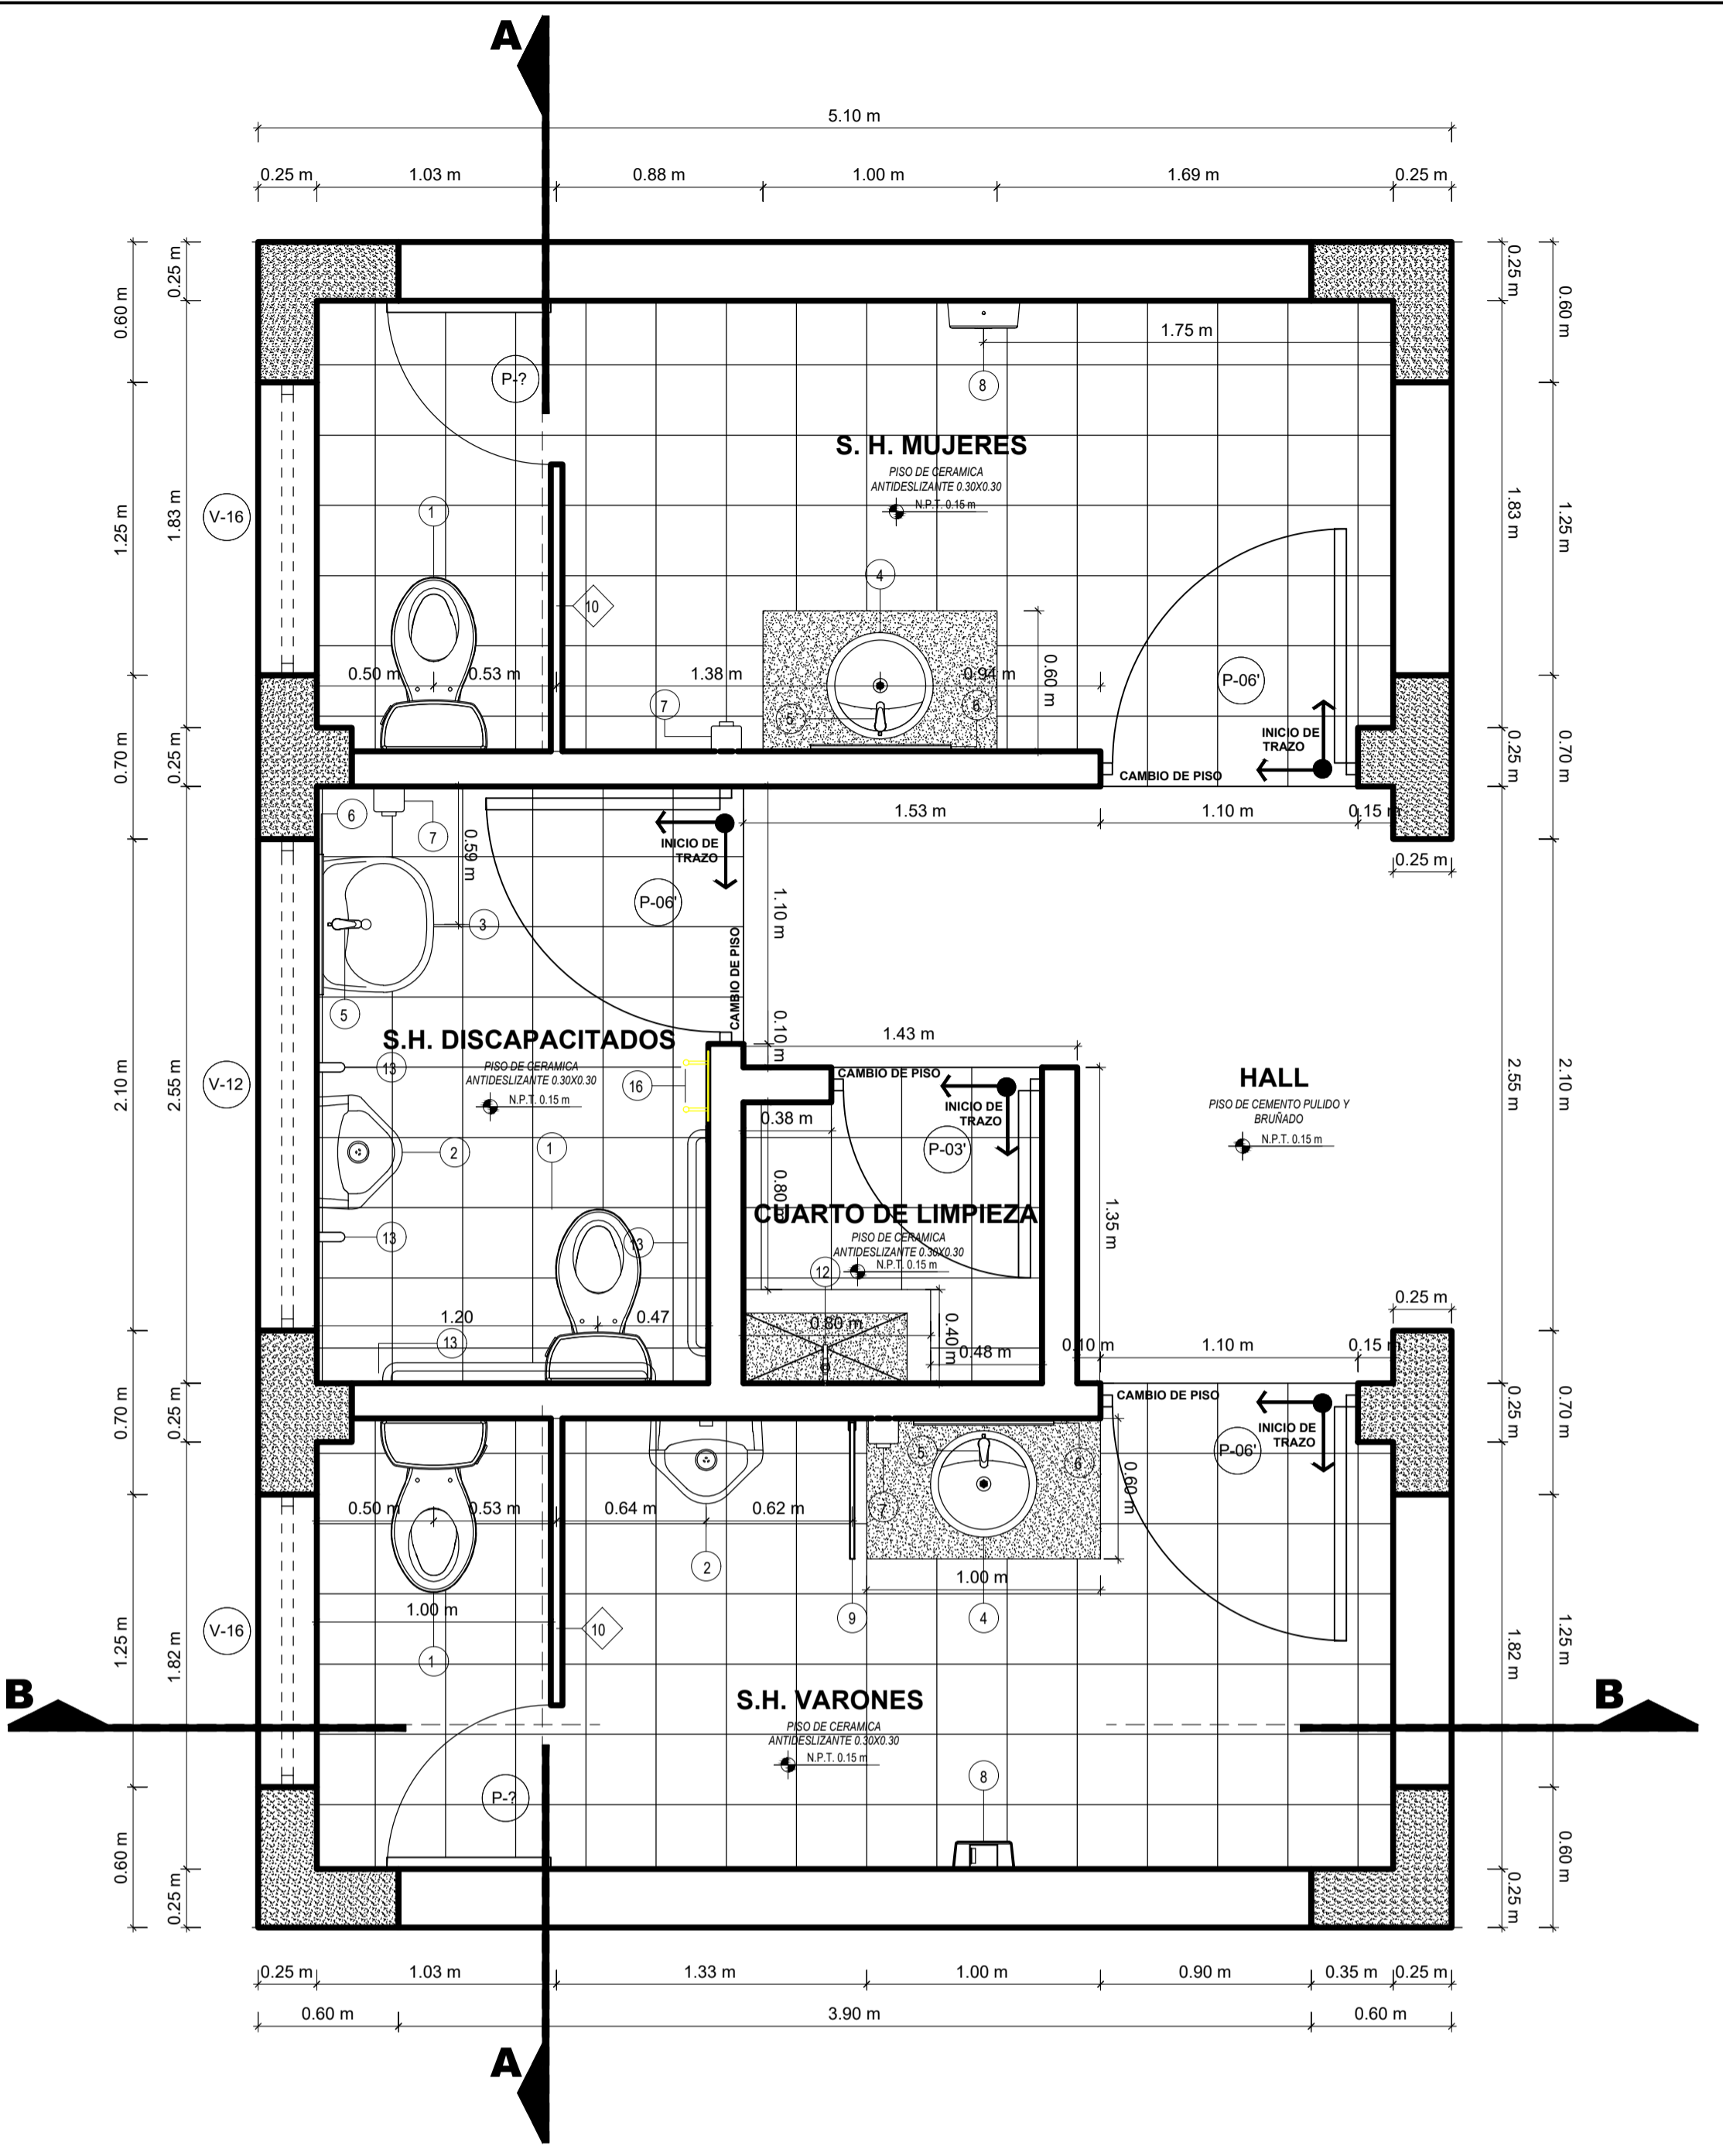 A
5.10 m
0.25 m 1.03 m 0.88 m 1.00 m 1.69 m 0.25 m
0.25 m
0.60 m
0.25 m
0.60 m
1.75 m
P-?
8
S. H. MUJERES
PISO DE CERAMICA
ANTIDESLIZANTE 0.30X0.30
N.P.T. 0.15 m
V-16
1.25 m
1.83 m
1
1.83 m
1.25 m
4
10
0.50 m 0.53 m 1.38 m 0.94 m
0.60 m
P-06'
7
5
6
INICIO DE
TRAZO
0.70 m
0.25 m
0.25 m
0.70 m
CAMBIO DE PISO
6
7
0.59 m
1.53 m 1.10 m 0.15 m
INICIO DE
TRAZO
0.25 m
P-06'
3
1.10 m
CAMBIO DE PISO
5
S.H. DISCAPACITADOS
PISO DE CERAMICA
ANTIDESLIZANTE 0.30X0.30
N.P.T. 0.15 m
13
16
0.10 m
1.43 m
CAMBIO DE PISO
INICIO DE
TRAZO
HALL
PISO DE CEMENTO PULIDO Y
BRUÑADO
N.P.T. 0.15 m
V-12
2.10 m
2.55 m
2.55 m
2.10 m
0.38 m
P-03'
2
1
0.80 m
CUARTO DE LIMPIEZA
PISO DE CERAMICA
ANTIDESLIZANTE 0.30X0.30
N.P.T. 0.15 m
1.35 m
13
13
12
1.20 0.47
13
0.80 m
0.40 m
0.48 m
0.25 m
0.10 m 1.10 m 0.15 m
0.70 m
0.25 m
0.25 m
0.70 m
CAMBIO DE PISO
INICIO DE
TRAZO
P-06'
5
6
7
0.60 m
0.50 m 0.53 m 0.64 m 0.62 m
2
1.00 m
1.00 m
10
9
4
1
V-16
1.25 m
1.82 m
1.82 m
1.25 m
B
B
S.H. VARONES
PISO DE CERAMICA
ANTIDESLIZANTE 0.30X0.30
N.P.T. 0.15 m
8
P-?
0.60 m
0.25 m
0.60 m
0.25 m
0.25 m 1.03 m 1.33 m 1.00 m 0.90 m 0.35 m 0.25 m
0.60 m 3.90 m 0.60 m
A